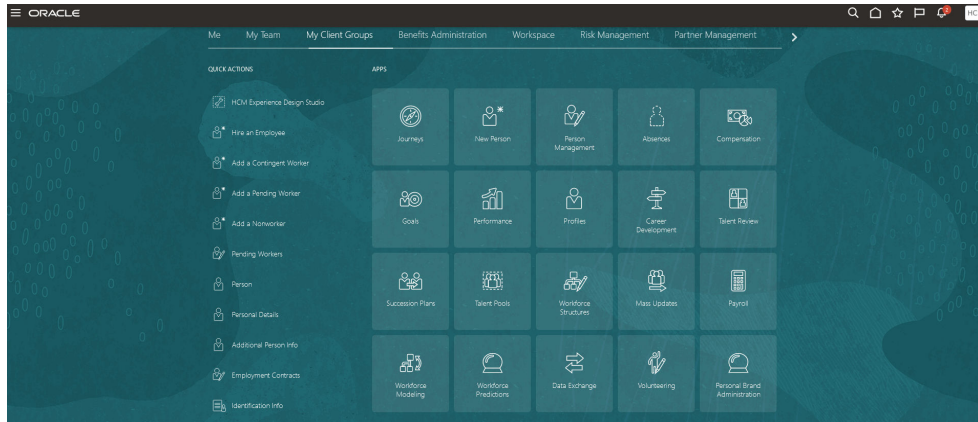 ORACLE
2
HC
Me My Team My Client Groups Benefits Administration Workspace Risk Management Partner Management
QUICK ACTIONS
HCM Experience Design Studio
Hire an Employee
Add a Contingent Worker
Add a Pending Worker
Add a Nonworker
Pending Workers
Person
Personal Details
Additional Person Info
Employment Contracts
Identification Info
APPS
Journeys
New Person
Person
Management
Absences
Compensation
Goals
Performance
Profiles
Career
Development
Talent Review
Succession Plans
Talent Pools
Workforce
Structures
Mass Updates
Payroll
Workforce
Modeling
Workforce
Predictions
Data Exchange
Volunteering
Personal Brand
Administration